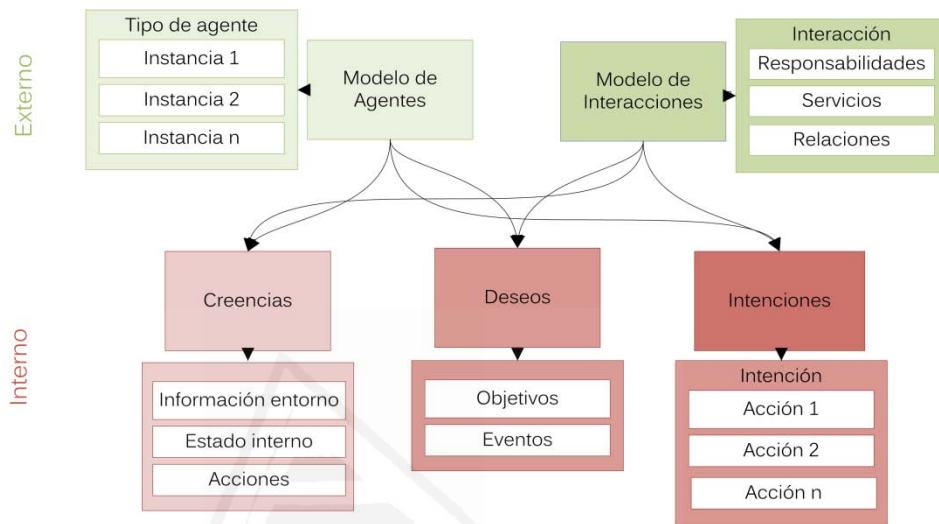 Externo
Tipo de agente
Instancia 1
Instancia 2
Instancia n
Modelo de
Agentes
Modelo de
Interacciones
Interacción
Responsabilidades
Servicios
Relaciones
Interno
Creencias
Deseos
Intenciones
Información entorno
Estado interno
Acciones
Objetivos
Eventos
Intención
Acción 1
Acción 2
Acción n